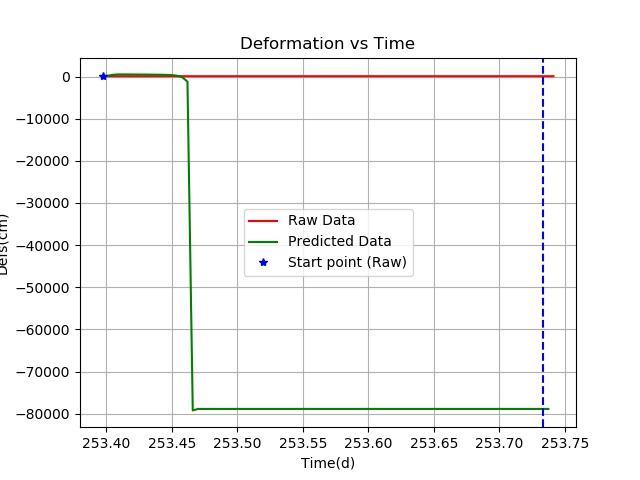 Deformation vs Time
0
−10000
−20000
−30000
−40000
−50000
−60000
−70000
−80000
Defs(cm)
Raw Data
Predicted Data
Start point (Raw)
253.40 253.45 253.50 253.55 253.60 253.65 253.70 253.75
Time(d)